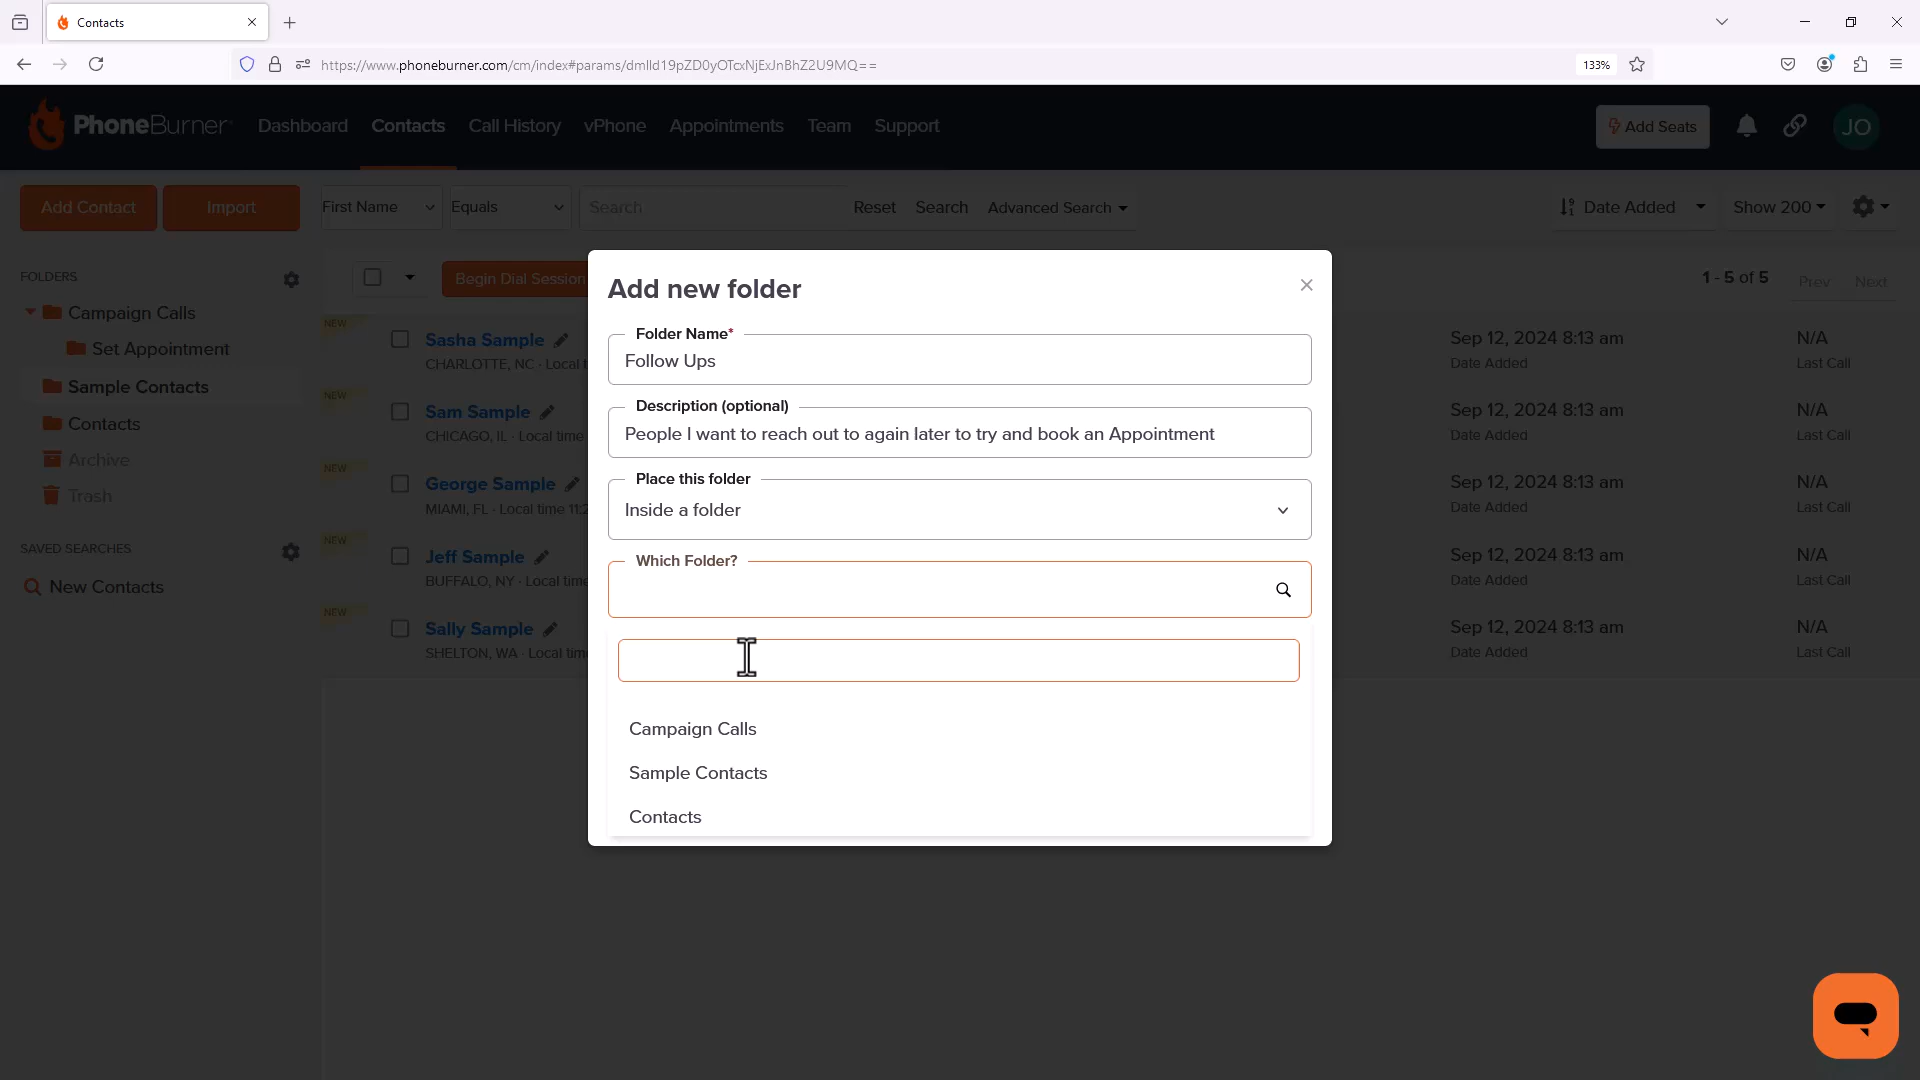 Contacts
https://www.phoneburner.com/cm/index#params/dmlld19pZD0yOTcxNjExJnBhZ2U9MQ==
133%
PhoneBurner
Dashboard
Contacts
Call History
vPhone
Appointments
Team
Support
Add Seats
JO
Add Contact
Import
First Name
Equals
Search
Reset
Search
Advanced Search
Date Added
Show 200
FOLDERS
Campaign Calls
Set Appointment
Sample Contacts
Contacts
Archive
Trash
SAVED SEARCHES
New Contacts
Begin Dial Session
1 - 5 of 5
Prev
Next
NEW
Sasha Sample
CHARLOTTE, NC · Local t
Sep 12, 2024 8:13 am
Date Added
N/A
Last Call
NEW
Sam Sample
CHICAGO, IL · Local time
Sep 12, 2024 8:13 am
Date Added
N/A
Last Call
NEW
George Sample
MIAMI, FL · Local time 11:2
Sep 12, 2024 8:13 am
Date Added
N/A
Last Call
NEW
Jeff Sample
BUFFALO, NY · Local time
Sep 12, 2024 8:13 am
Date Added
N/A
Last Call
NEW
Sally Sample
SHELTON, WA · Local tim
Sep 12, 2024 8:13 am
Date Added
N/A
Last Call
Add new folder
Folder Name*
Follow Ups
Description (optional)
People I want to reach out to again later to try and book an Appointment
Place this folder
Inside a folder
Which Folder?
Campaign Calls
Sample Contacts
Contacts